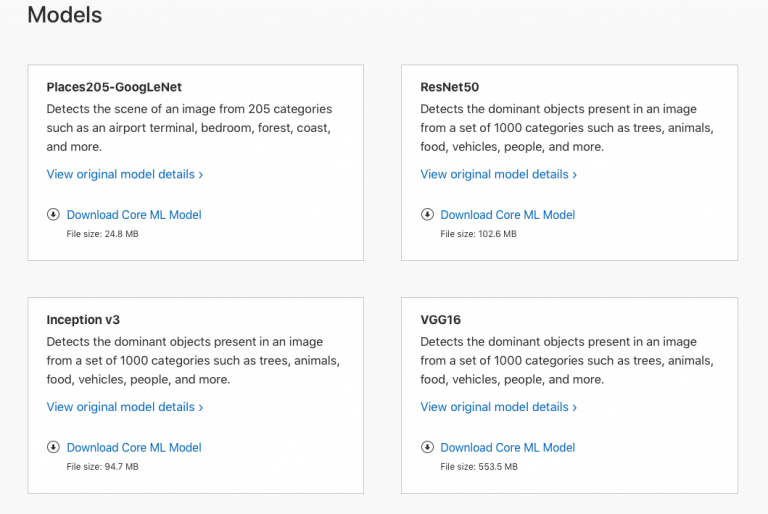 Models
Places205-GoogLeNet
Detects the scene of an image from 205 categories
such as an airport terminal, bedroom, forest, coast,
and more.
View original model details ›
Download Core ML Model
File size: 24.8 MB
ResNet50
Detects the dominant objects present in an image
from a set of 1000 categories such as trees, animals,
food, vehicles, people, and more.
View original model details ›
Download Core ML Model
File size: 102.6 MB
Inception v3
Detects the dominant objects present in an image
from a set of 1000 categories such as trees, animals,
food, vehicles, people, and more.
View original model details ›
Download Core ML Model
File size: 94.7 MB
VGG16
Detects the dominant objects present in an image
from a set of 1000 categories such as trees, animals,
food, vehicles, people, and more.
View original model details ›
Download Core ML Model
File size: 553.5 MB